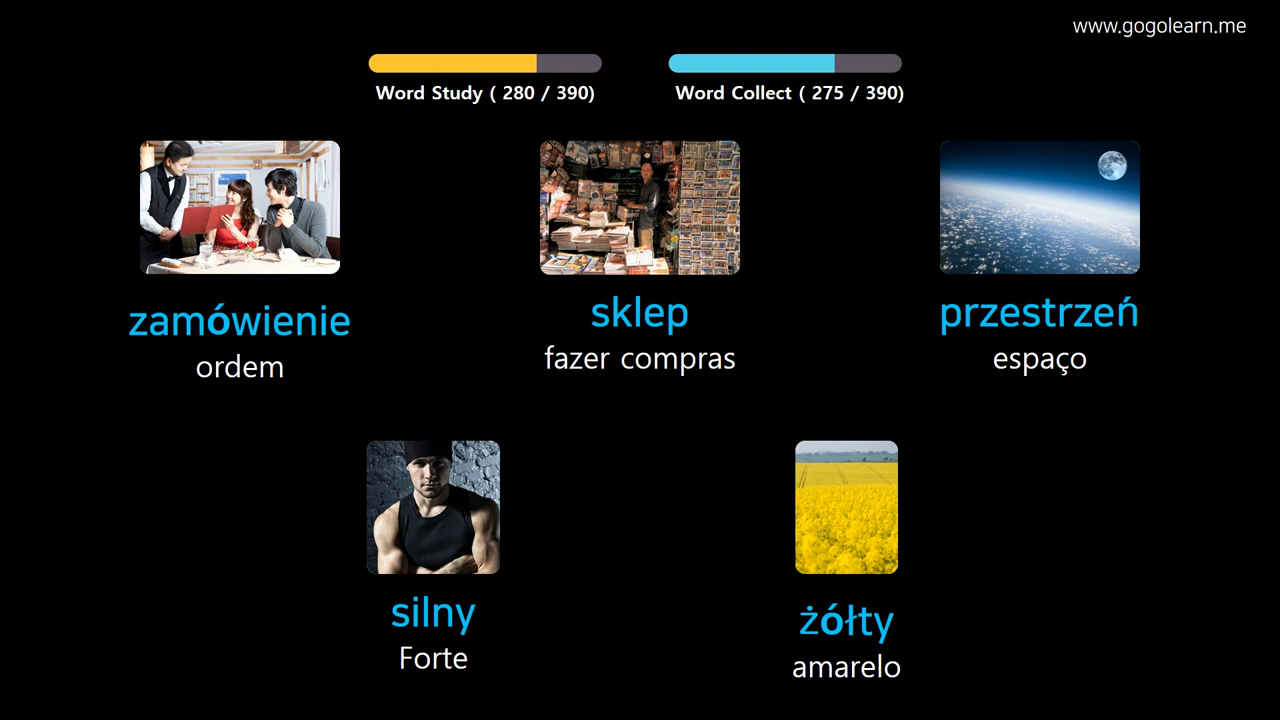 www.gogolearn.me
Word Study ( 280 / 390)
Word Collect ( 275 / 390)
zamówienie
ordem
sklep
fazer compras
przestrzeń
espaço
silny
Forte
żółty
amarelo